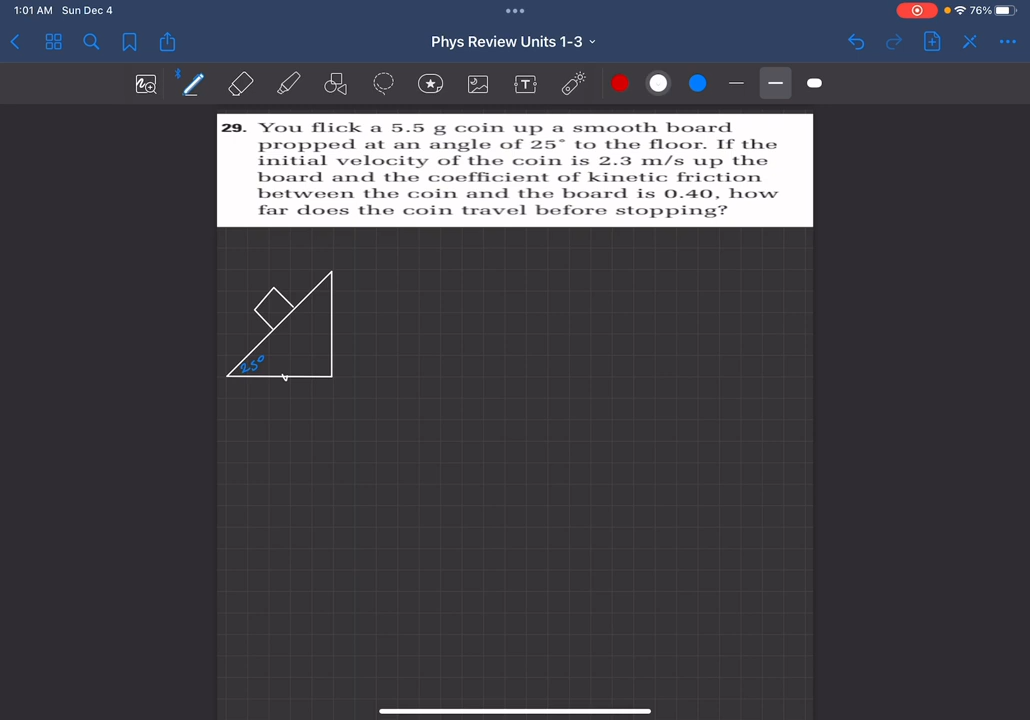 1:01 AM Sun Dec 4
76%
Phys Review Units 1-3
T
29. You flick a 5.5 g coin up a smooth board
propped at an angle of 25° to the floor. If the
initial velocity of the coin is 2.3 m/s up the
board and the coefficient of kinetic friction
between the coin and the board is 0.40, how
far does the coin travel before stopping?
25°